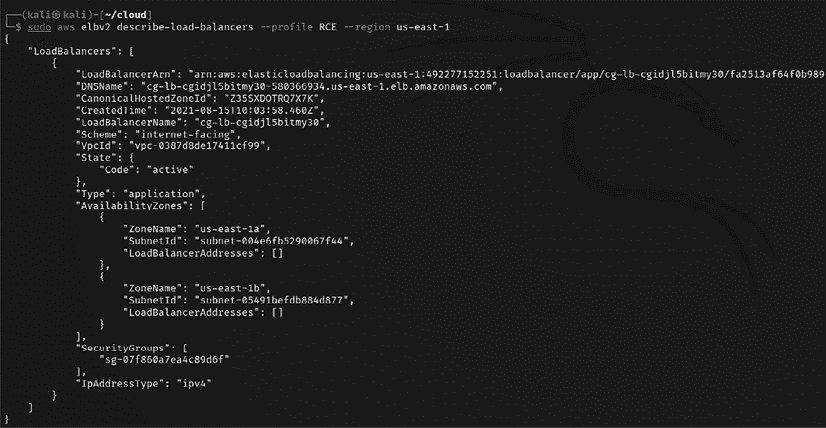 (kali㉿kali)-[~/cloud]
$ sudo aws elbv2 describe-load-balancers --profile RCE --region us-east-1
{
"LoadBalancers": [
{
"LoadBalancerArn": "arn:aws:elasticloadbalancing:us-east-1:492277152251:loadbalancer/app/cg-lb-cgidjl5bitmy30/fa2513af64f0b989
"DNSName": "cg-lb-cgidjl5bitmy30-580366934.us-east-1.elb.amazonaws.com",
"CanonicalHostedZoneId": "Z35SXDOTRQ7X7K",
"CreatedTime": "2021-08-15T10:03:58.460Z",
"LoadBalancerName": "cg-lb-cgidjl5bitmy30",
"Scheme": "internet-facing",
"VpcId": "vpc-0387d8de17411cf99",
"State": {
"Code": "active"
},
"Type": "application",
"AvailabilityZones": [
{
"ZoneName": "us-east-1a",
"SubnetId": "subnet-004e6fb5290067f44",
"LoadBalancerAddresses": []
},
{
"ZoneName": "us-east-1b",
"SubnetId": "subnet-05491befdb884d877",
"LoadBalancerAddresses": []
}
],
"SecurityGroups": [
"sg-07f860a7ea4c89d6f"
],
"IpAddressType": "ipv4"
}
]
}